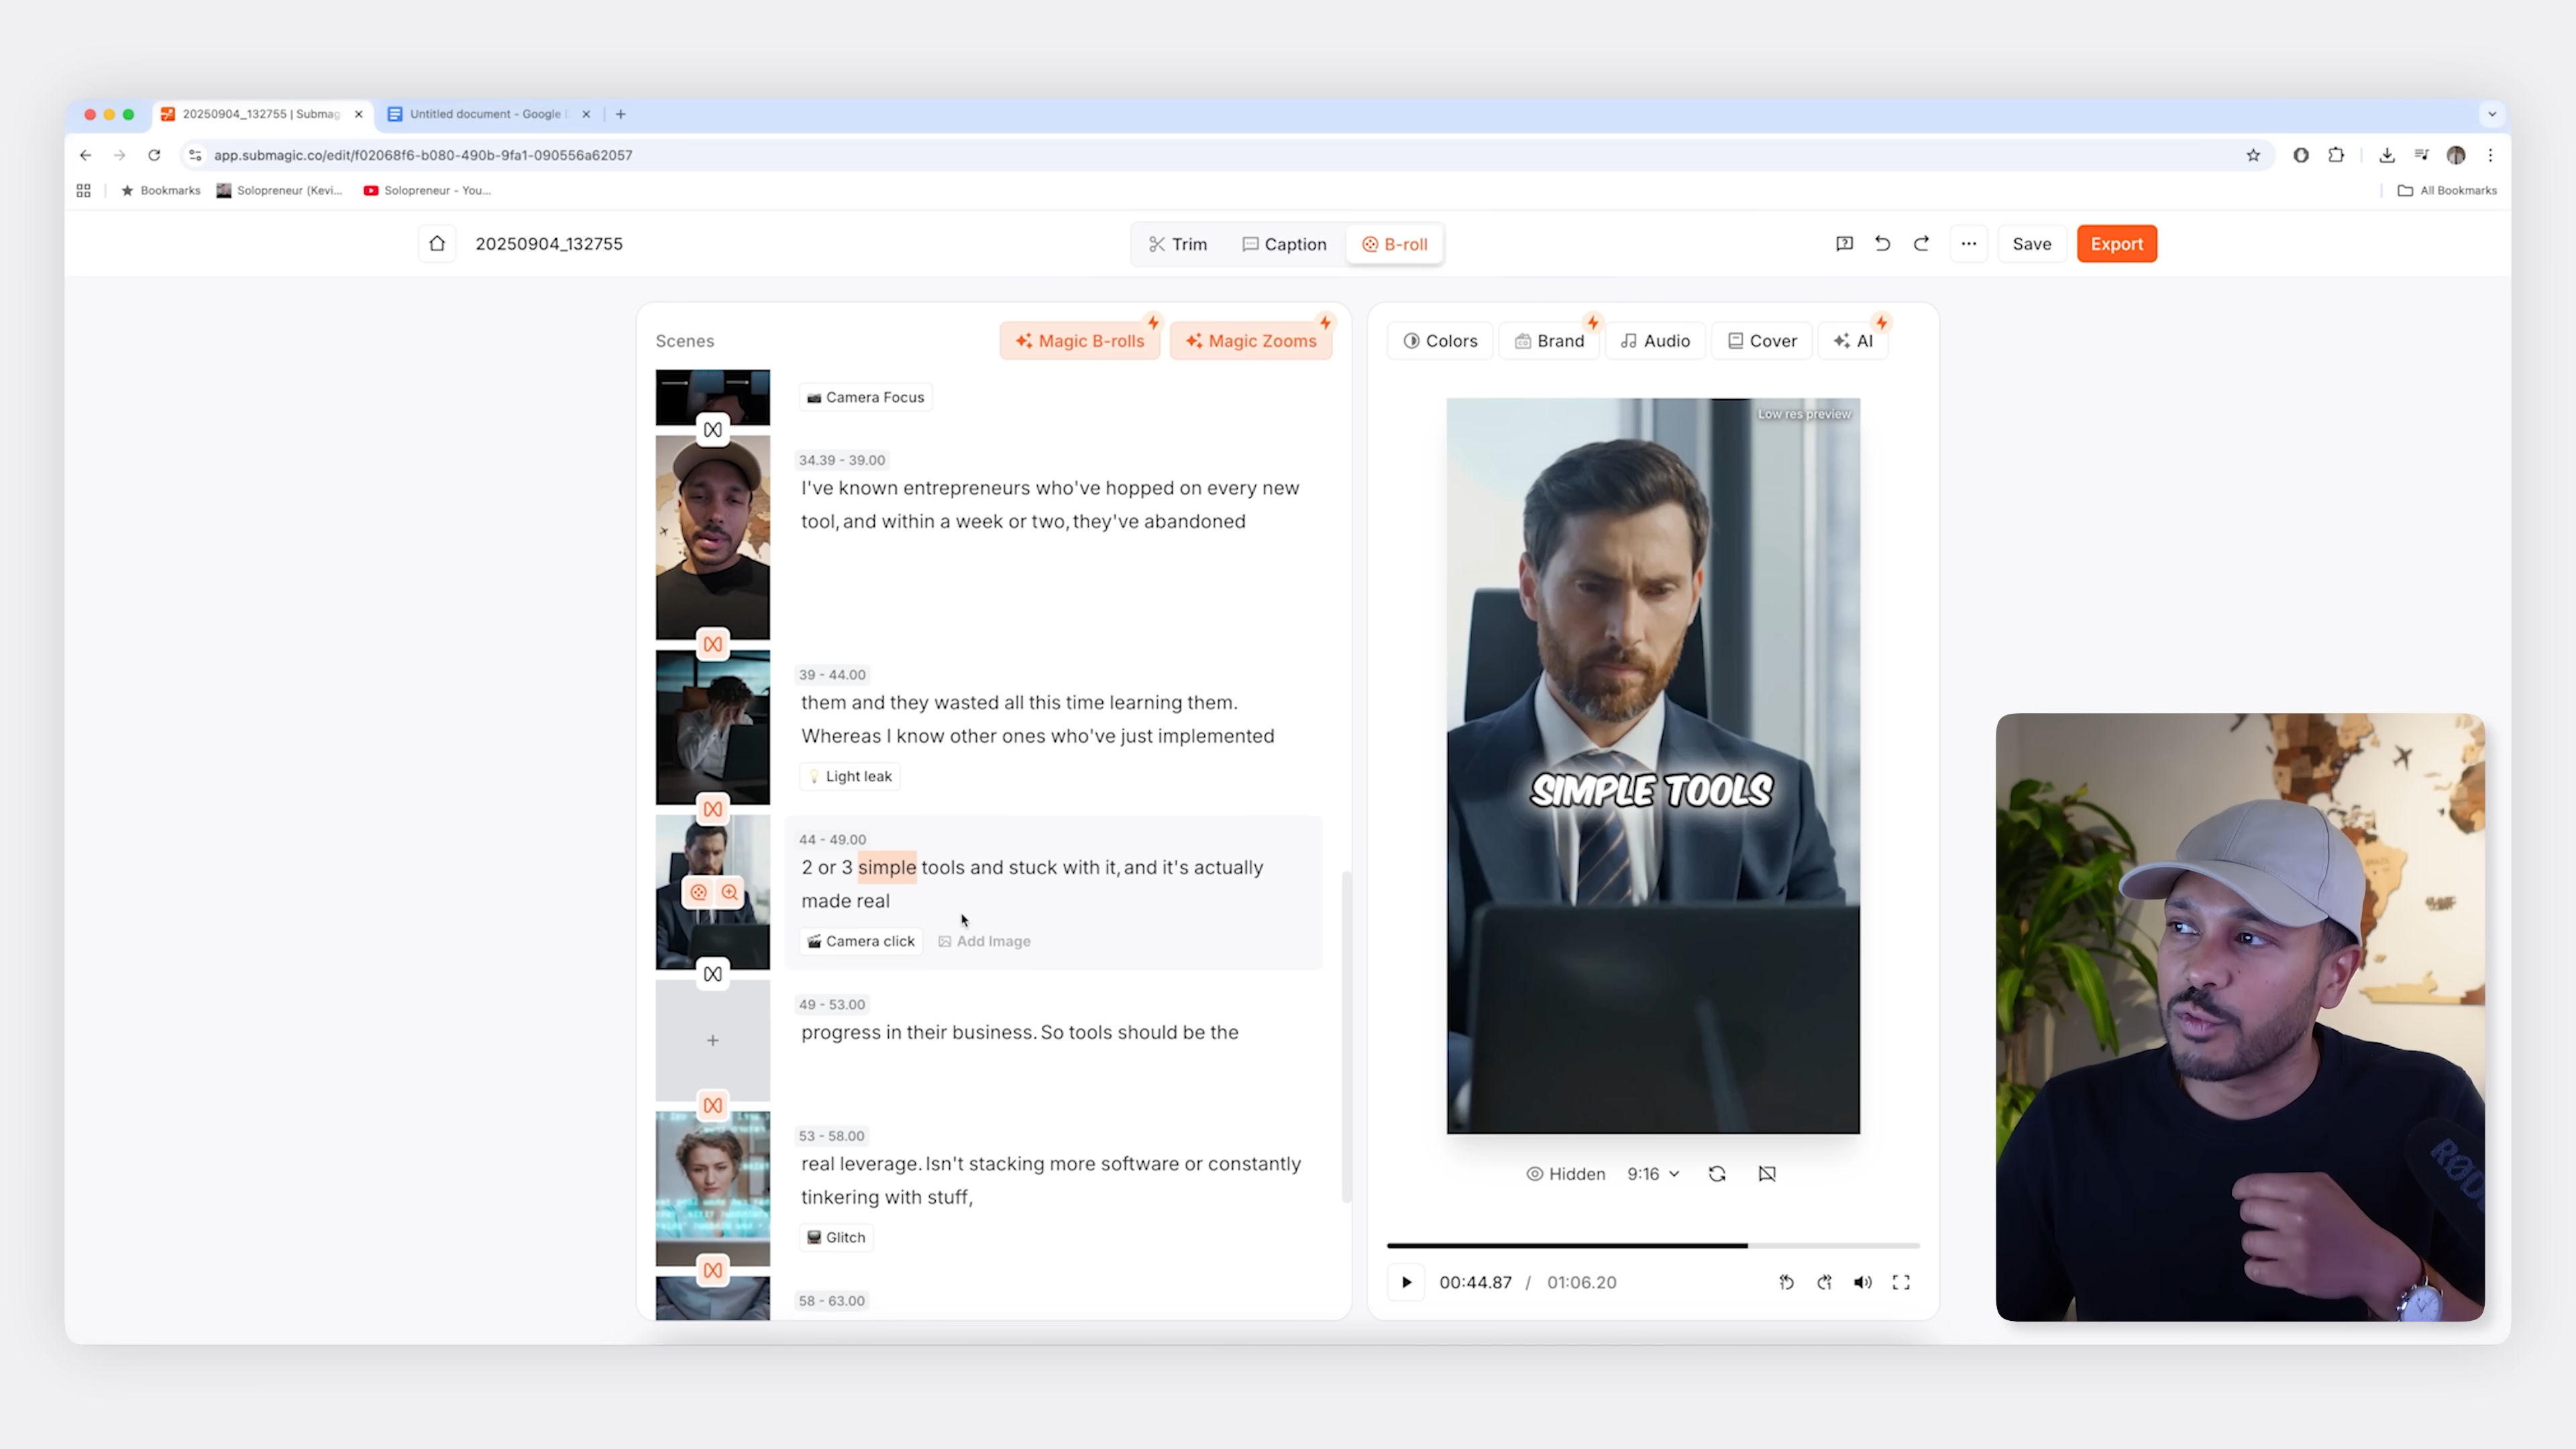 20250904_132755 | Submag
Untitled document - Google
app.submagic.co/edit/f02068f6-b080-490b-9fa1-090556a62057
Bookmarks
Solopreneur (Kevi...
Solopreneur - You...
All Bookmarks
20250904_132755
Trim
Caption
B-roll
Save
Export
Scenes
Magic B-rolls
Magic Zooms
Camera Focus
34.39 - 39.00
I've known entrepreneurs who've hopped on every new
tool, and within a week or two, they've abandoned
39 - 44.00
them and they wasted all this time learning them.
Whereas I know other ones who've just implemented
Light leak
44 - 49.00
2 or 3 simple tools and stuck with it, and it's actually
made real
Camera click
Add Image
49 - 53.00
progress in their business. So tools should be the
53 - 58.00
real leverage. Isn't stacking more software or constantly
tinkering with stuff,
Glitch
58 - 63.00
Colors
Brand
Audio
Cover
AI
Low res preview
SIMPLE TOOLS
Hidden
9:16
00:44.87 / 01:06.20
RØD